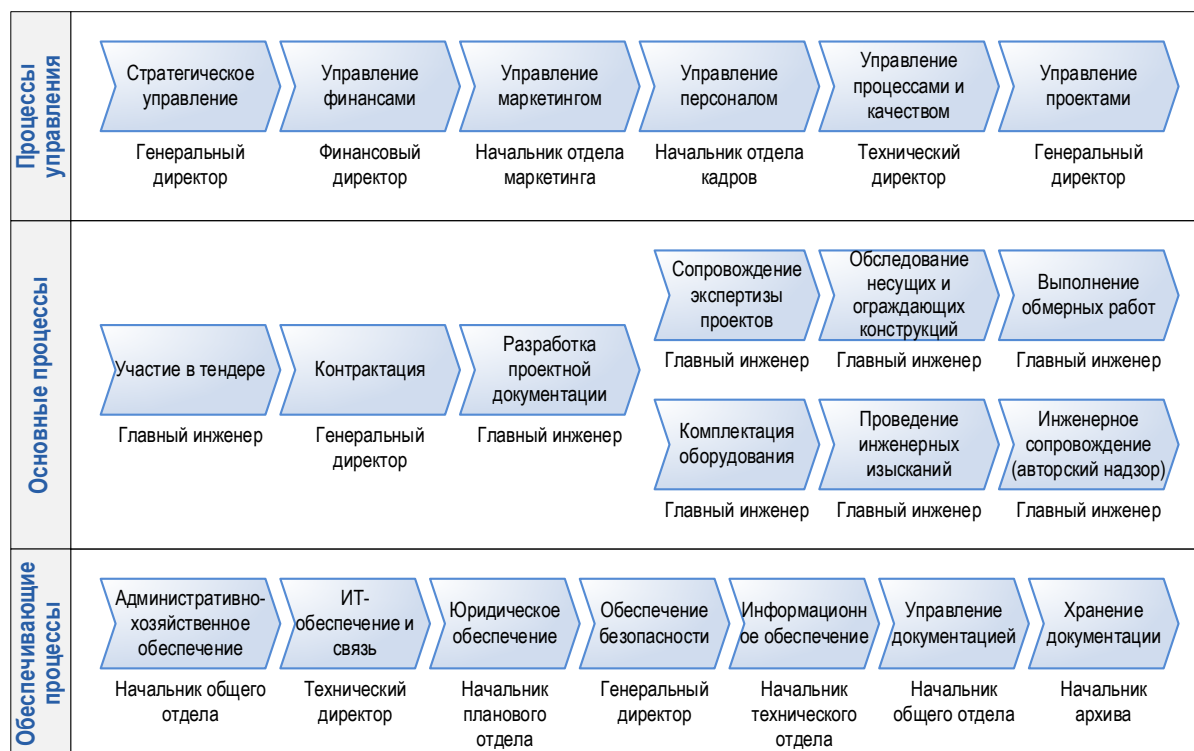 Процессы
управления
Стратегическое
управление
Генеральный
директор
Управление
финансами
Финансовый
директор
Управление
маркетингом
Начальник отдела
маркетинга
Управление
персоналом
Начальник отдела
кадров
Управление
процессами и
качеством
Технический
директор
Управление
проектами
Генеральный
директор
Основные процессы
Участие в тендере
Главный инженер
Контрактация
Генеральный
директор
Разработка
проектной
документации
Главный инженер
Сопровождение
экспертизы
проектов
Главный инженер
Обследование
несущих и
ограждающих
конструкций
Главный инженер
Выполнение
обмерных работ
Главный инженер
Комплектация
оборудования
Главный инженер
Проведение
инженерных
изысканий
Главный инженер
Инженерное
сопровождение
(авторский надзор)
Главный инженер
Обеспечивающие
процессы
Административно-
хозяйственное
обеспечение
Начальник общего
отдела
ИТ-
обеспечение и
связь
Технический
директор
Юридическое
обеспечение
Начальник
планового
отдела
Обеспечение
безопасности
Генеральный
директор
Информационн
ое обеспечение
Начальник
технического
отдела
Управление
документацией
Начальник
общего отдела
Хранение
документации
Начальник
архива